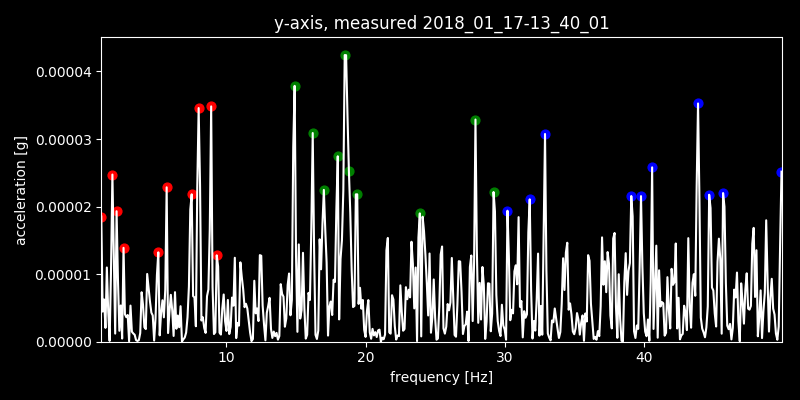 y-axis, measured 2018_01_17-13_40_01
0.00004
0.00003
0.00002
0.00001
0.00000
acceleration [g]
10 20 30 40
frequency [Hz]